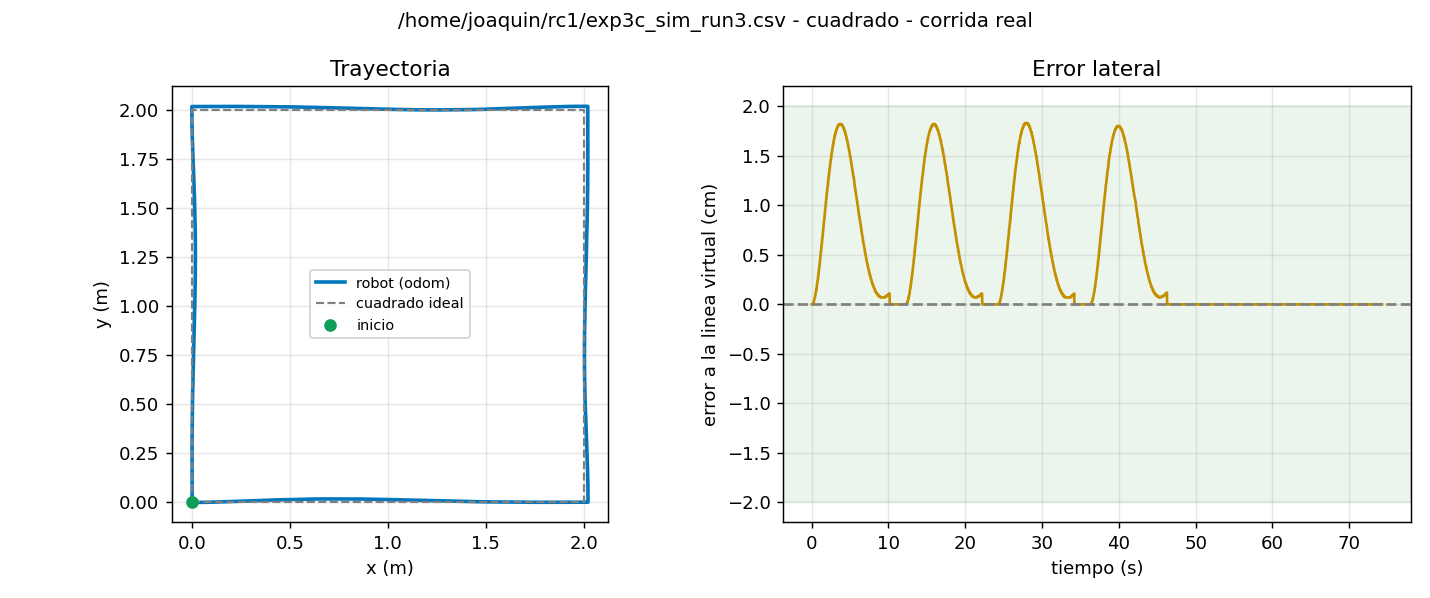 /home/joaquin/rc1/exp3c_sim_run3.csv - cuadrado - corrida real
Trayectoria
y (m)
2.00
1.75
1.50
1.25
1.00
0.75
0.50
0.25
0.00
robot (odom)
cuadrado ideal
inicio
0.0 0.5 1.0 1.5 2.0
x (m)
Error lateral
error a la linea virtual (cm)
2.0
1.5
1.0
0.5
0.0
−0.5
−1.0
−1.5
−2.0
0 10 20 30 40 50 60 70
tiempo (s)